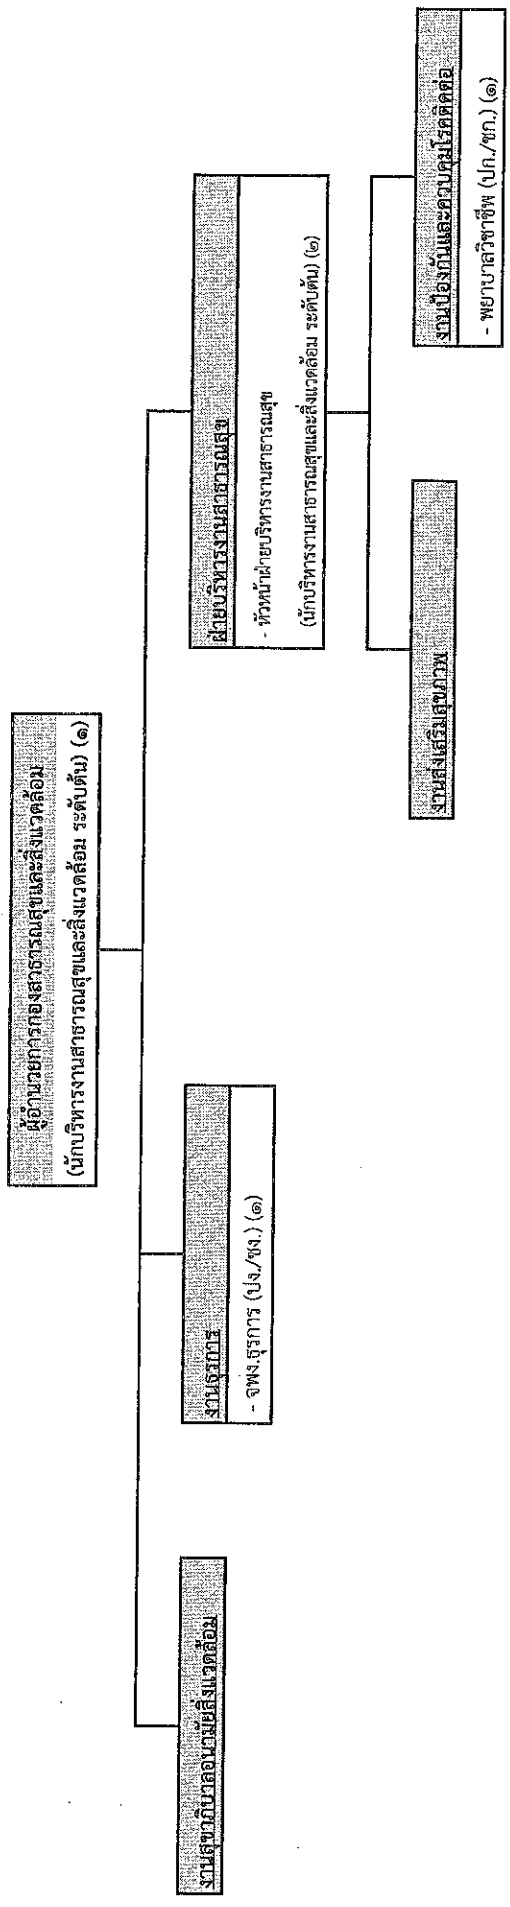 ผู้อำนวยการกองสาธารณสุขและสิ่งแวดล้อม
(นักบริหารงานสาธารณสุขและสิ่งแวดล้อม ระดับต้น) (๑)
งานสุขาภิบาลอนามัยสิ่งแวดล้อม
งานธุรการ
- จพง.ธุรการ (ปง./ชง.) (๑)
ฝ่ายบริหารงานสาธารณสุข
- หัวหน้าฝ่ายบริหารงานสาธารณสุข
(นักบริหารงานสาธารณสุขและสิ่งแวดล้อม ระดับต้น) (๒)
งานส่งเสริมสุขภาพ
งานป้องกันและควบคุมโรคติดต่อ
- พยาบาลวิชาชีพ (ปก./ชก.) (๑)